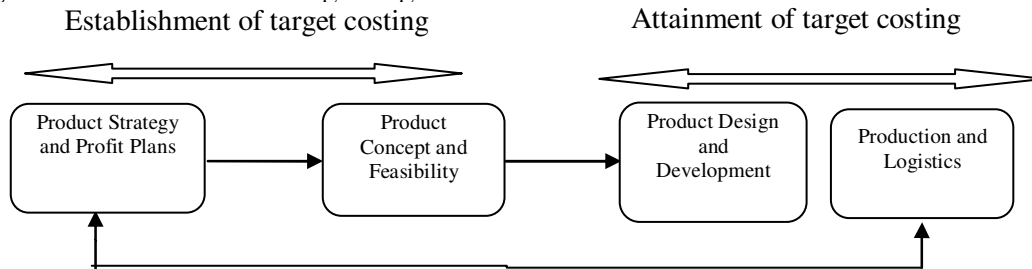 Establishment of target costing
Attainment of target costing
Product Strategy
and Profit Plans
Product
Concept and
Feasibility
Product Design
and
Development
Production and
Logistics